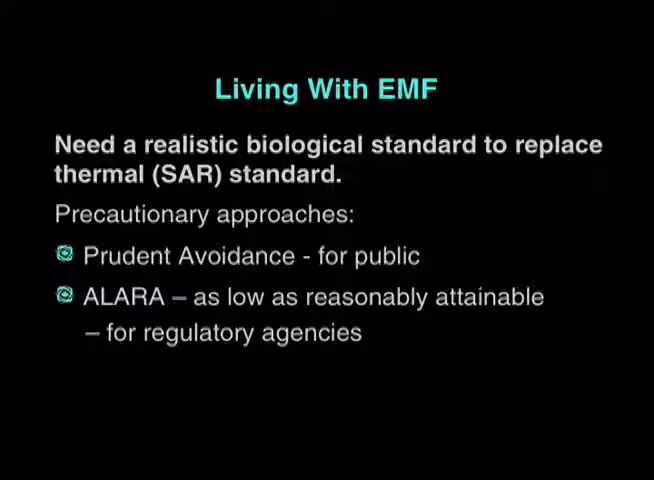 Living With EMF
Need a realistic biological standard to replace
thermal (SAR) standard.
Precautionary approaches:
Prudent Avoidance - for public
ALARA – as low as reasonably attainable
– for regulatory agencies